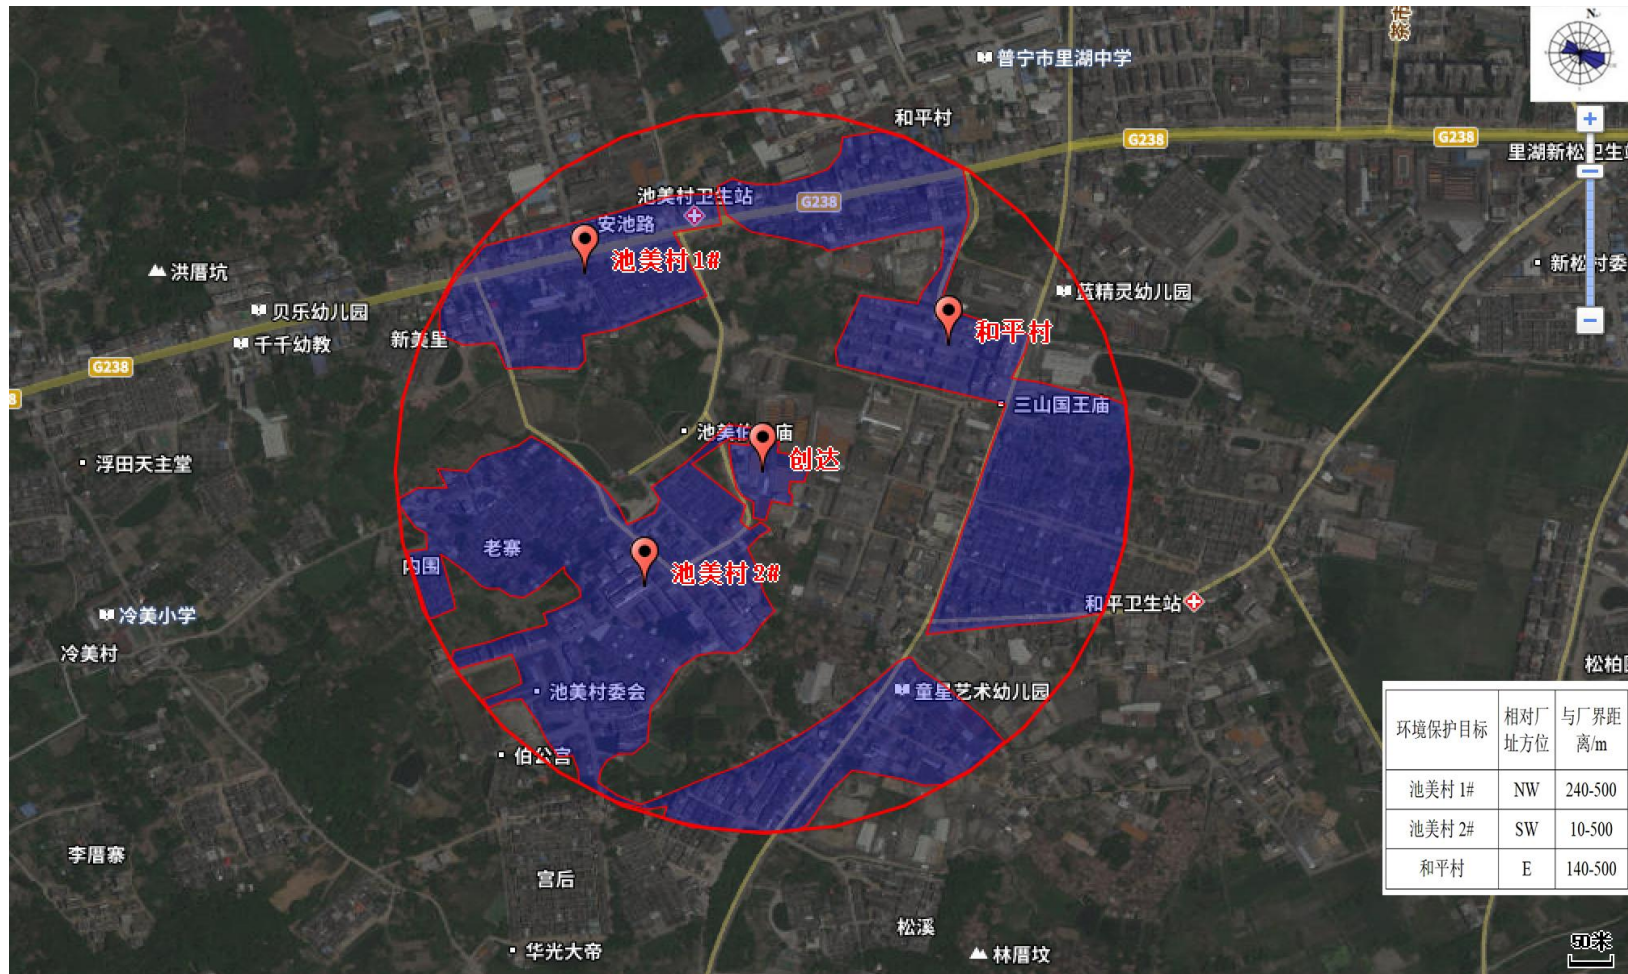 N
普宁市里湖中学
和平村
G238
G238
里湖新松卫生
池美村卫生站
G238
安池路
池美村1#
洪厝坑
新松村委
贝乐幼儿园
蓝精灵幼儿园
和平村
千千幼教
新美里
G238
三山国王庙
浮田天主堂
创达
老寨
内围
池美村2#
冷美小学
和平卫生站
冷美村
池美村委会
童星艺术幼儿园
伯公宫
李厝寨
宫后
松溪
华光大帝
林厝坟
环境保护目标 相对厂址方位 与厂界距离/m
池美村 1# NW 240-500
池美村 2# SW 10-500
和平村 E 140-500
50米